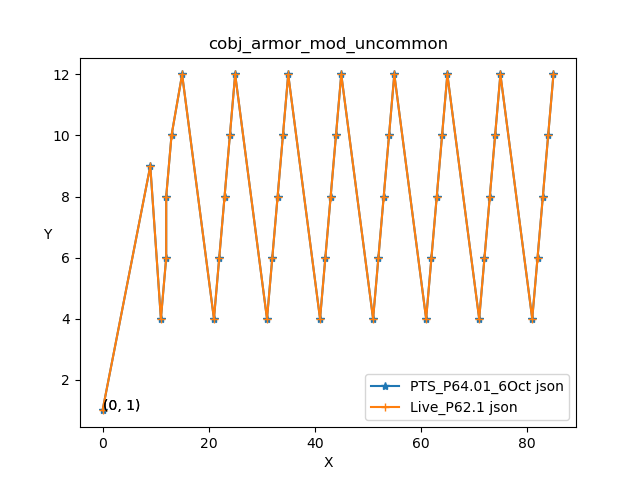 cobj_armor_mod_uncommon
12
10
8
6
4
2
Y
(0, 1)
PTS_P64.01_6Oct json
Live_P62.1 json
0 20 40 60 80
X